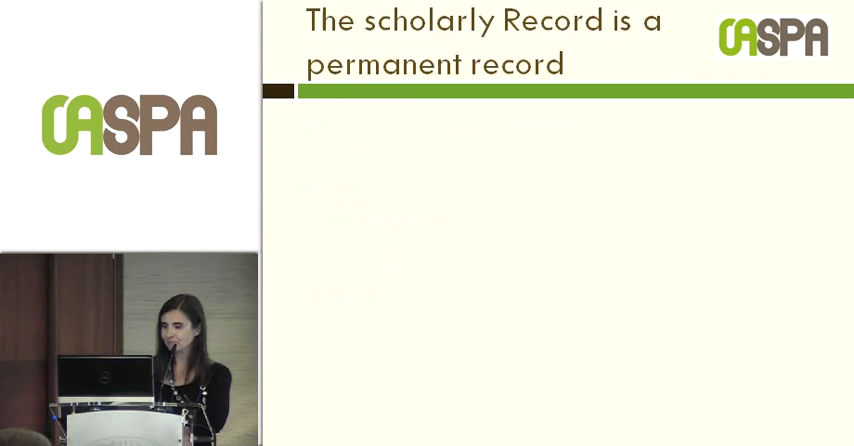 The scholarly Record is a
permanent record
OASPA
OASPA